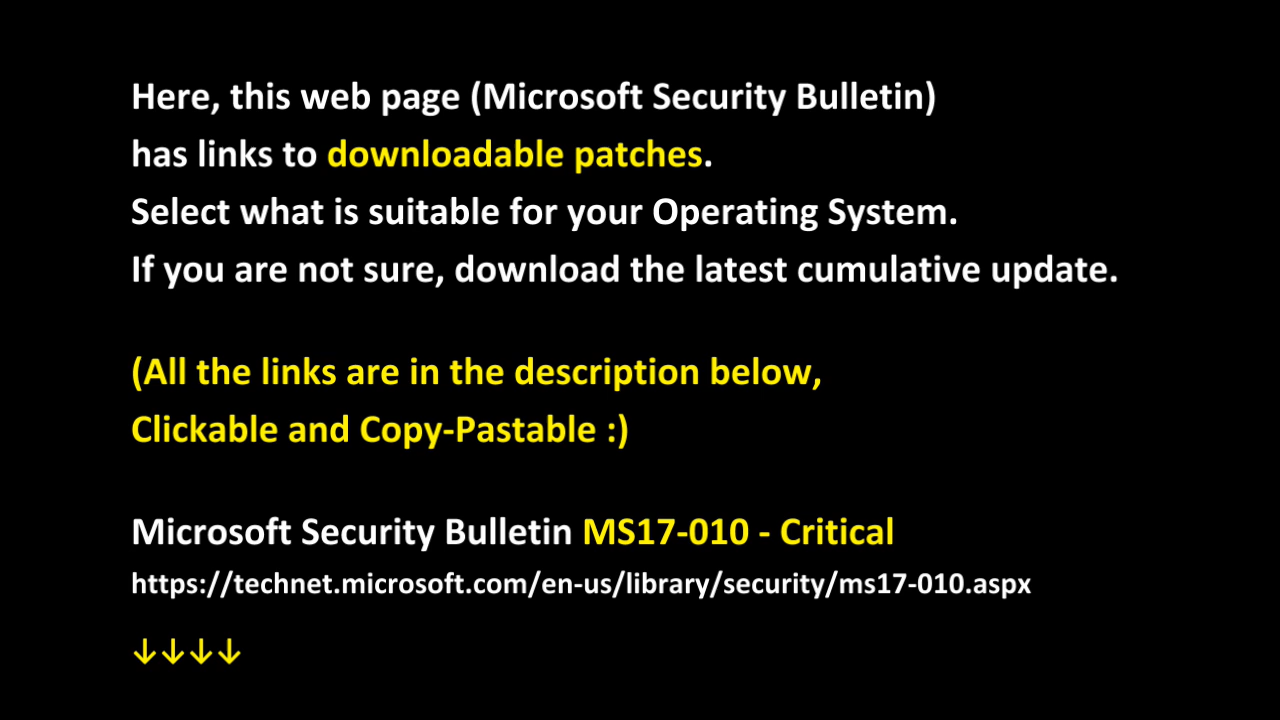 Here, this web page (Microsoft Security Bulletin)
has links to downloadable patches.
Select what is suitable for your Operating System.
If you are not sure, download the latest cumulative update.
(All the links are in the description below,
Clickable and Copy-Pastable :)
Microsoft Security Bulletin MS17-010 - Critical
https://technet.microsoft.com/en-us/library/security/ms17-010.aspx
↓↓↓↓